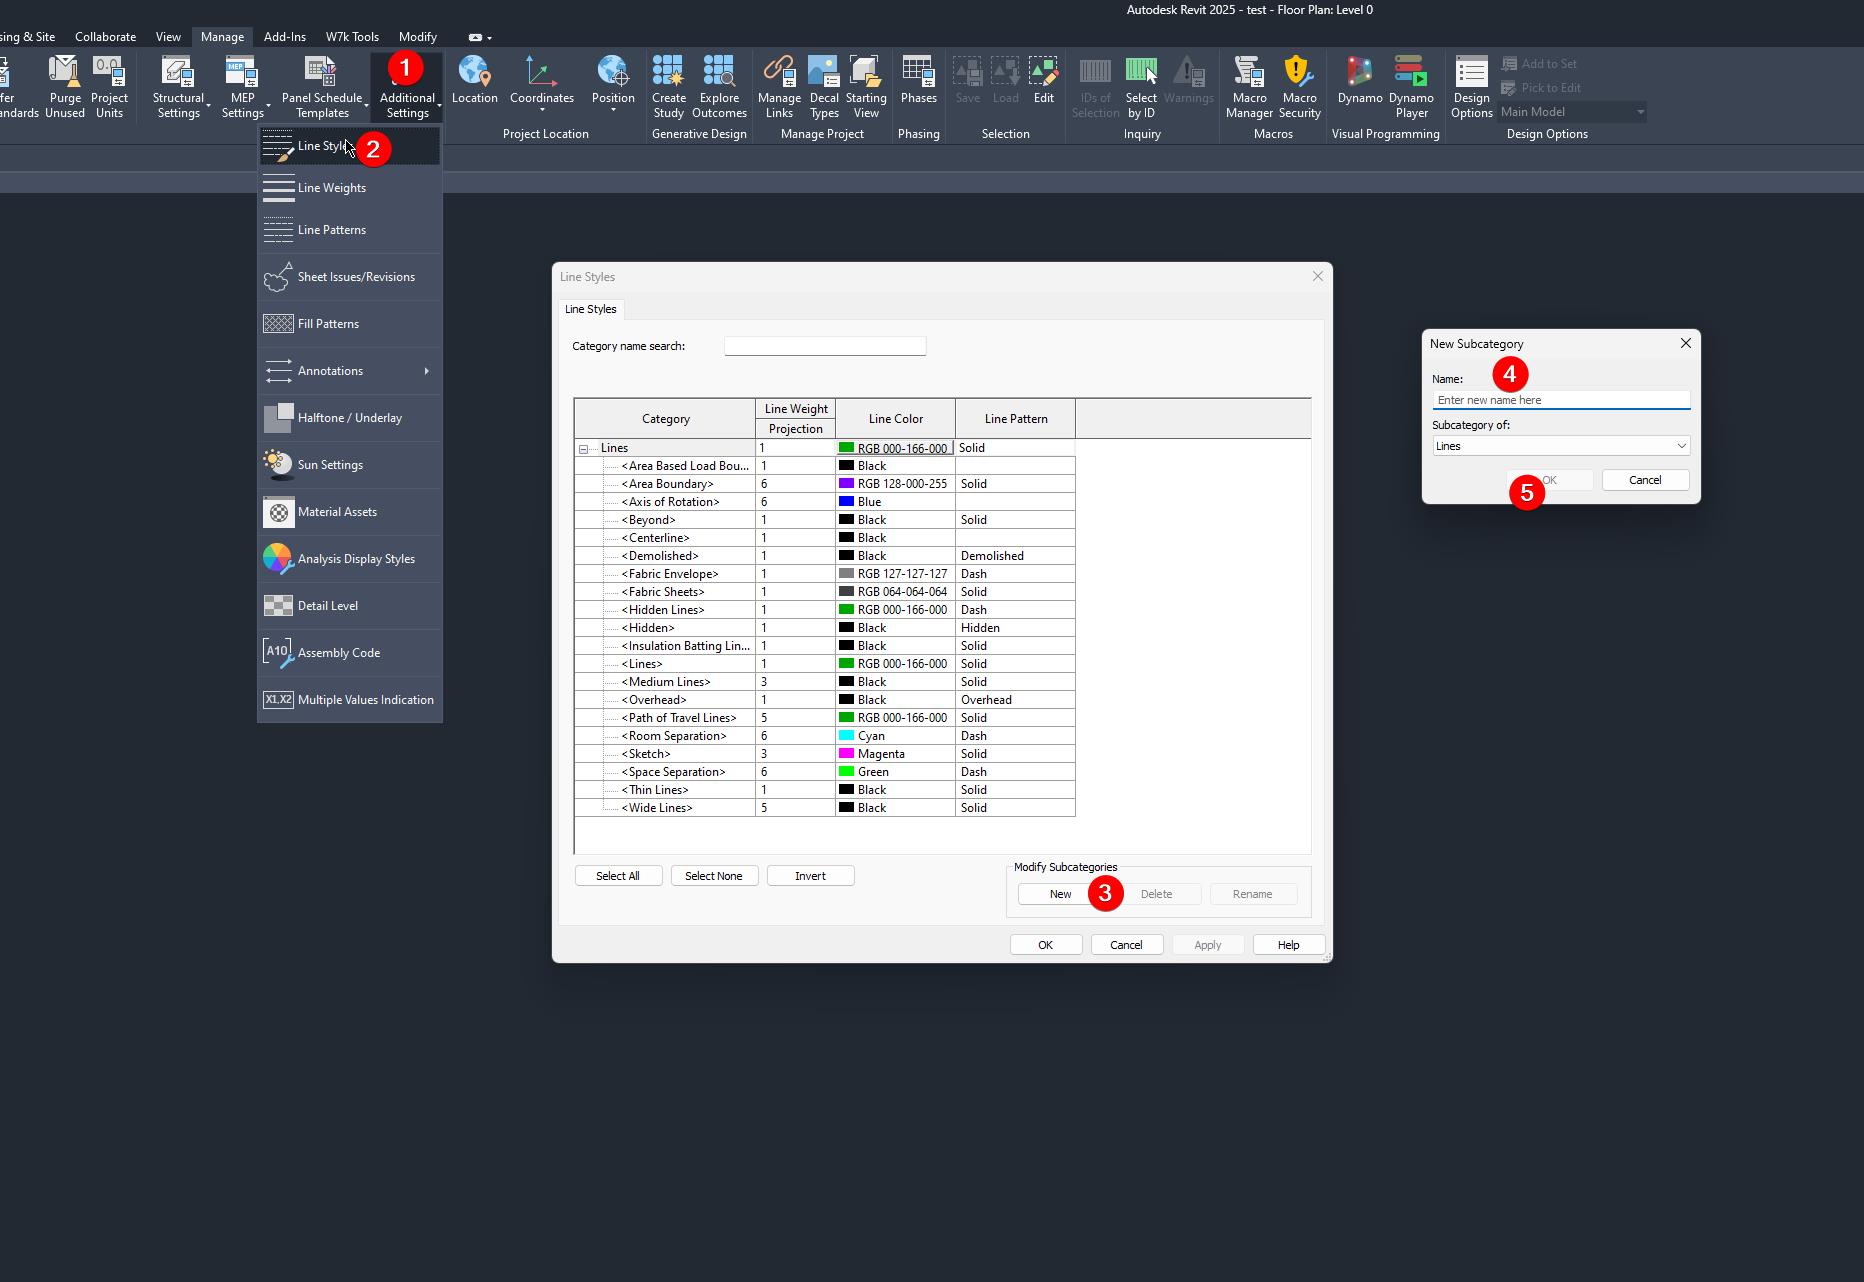 Autodesk Revit 2025 - test - Floor Plan: Level 0
sing & Site Collaborate View Manage Add-Ins W7k Tools Modify
fer
andards
Purge
Unused
Project
Units
Structural
Settings
MEP
MEP
Settings
Panel Schedule
Templates
1
Additional
Settings
Location
Coordinates
Position
Project Location
Create
Study
Explore
Outcomes
Generative Design
Manage
Links
Decal
Types
Starting
View
Manage Project
Phases
Phasing
Save
Load
Edit
Selection
IDs of
Selection
Select
by ID
Warnings
Inquiry
Macro
Manager
Macro
Security
Macros
Dynamo
Dynamo
Player
Visual Programming
Design
Options
Add to Set
Pick to Edit
Main Model
Design Options
Line Style 2
Line Weights
Line Patterns
Sheet Issues/Revisions
Fill Patterns
Annotations
Halftone / Underlay
Sun Settings
Material Assets
Analysis Display Styles
Detail Level
A10 Assembly Code
X1,X2 Multiple Values Indication
Line Styles
Line Styles
Category name search:
Category Line Weight Projection Line Color Line Pattern
Lines 1 RGB 000-166-000 Solid
<Area Based Load Bou... 1 Black
<Area Boundary> 6 RGB 128-000-255 Solid
<Axis of Rotation> 6 Blue
<Beyond> 1 Black Solid
<Centerline> 1 Black
<Demolished> 1 Black Demolished
<Fabric Envelope> 1 RGB 127-127-127 Dash
<Fabric Sheets> 1 RGB 064-064-064 Solid
<Hidden Lines> 1 RGB 000-166-000 Dash
<Hidden> 1 Black Hidden
<Insulation Batting Lin... 1 Black Solid
<Lines> 1 RGB 000-166-000 Solid
<Medium Lines> 3 Black Solid
<Overhead> 1 Black Overhead
<Path of Travel Lines> 5 RGB 000-166-000 Solid
<Room Separation> 6 Cyan Dash
<Sketch> 3 Magenta Solid
<Space Separation> 6 Green Dash
<Thin Lines> 1 Black Solid
<Wide Lines> 5 Black Solid
Select All Select None Invert
Modify Subcategories
New 3 Delete Rename
OK Cancel Apply Help
New Subcategory
Name: 4
Enter new name here
Subcategory of:
Lines
5 OK Cancel